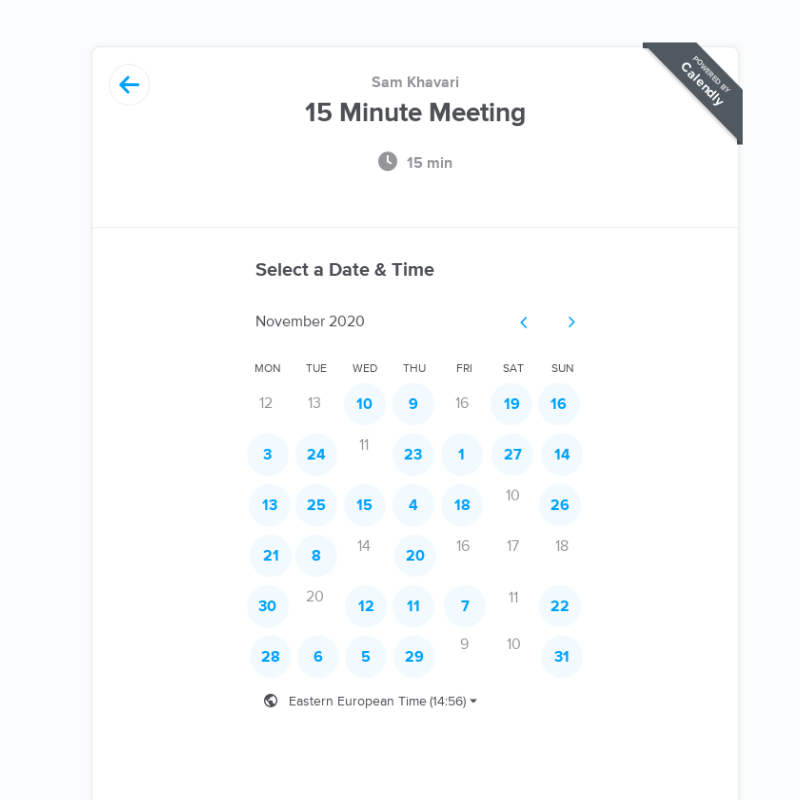 POWERED BY
Calendly
Sam Khavari
15 Minute Meeting
15 min
Select a Date & Time
November 2020
MON TUE WED THU FRI SAT SUN
12 13 10 9 16 19 16
3 24 11 23 1 27 14
13 25 15 4 18 10 26
21 8 14 20 16 17 18
30 20 12 11 7 11 22
28 6 5 29 9 10 31
Eastern European Time (14:56)